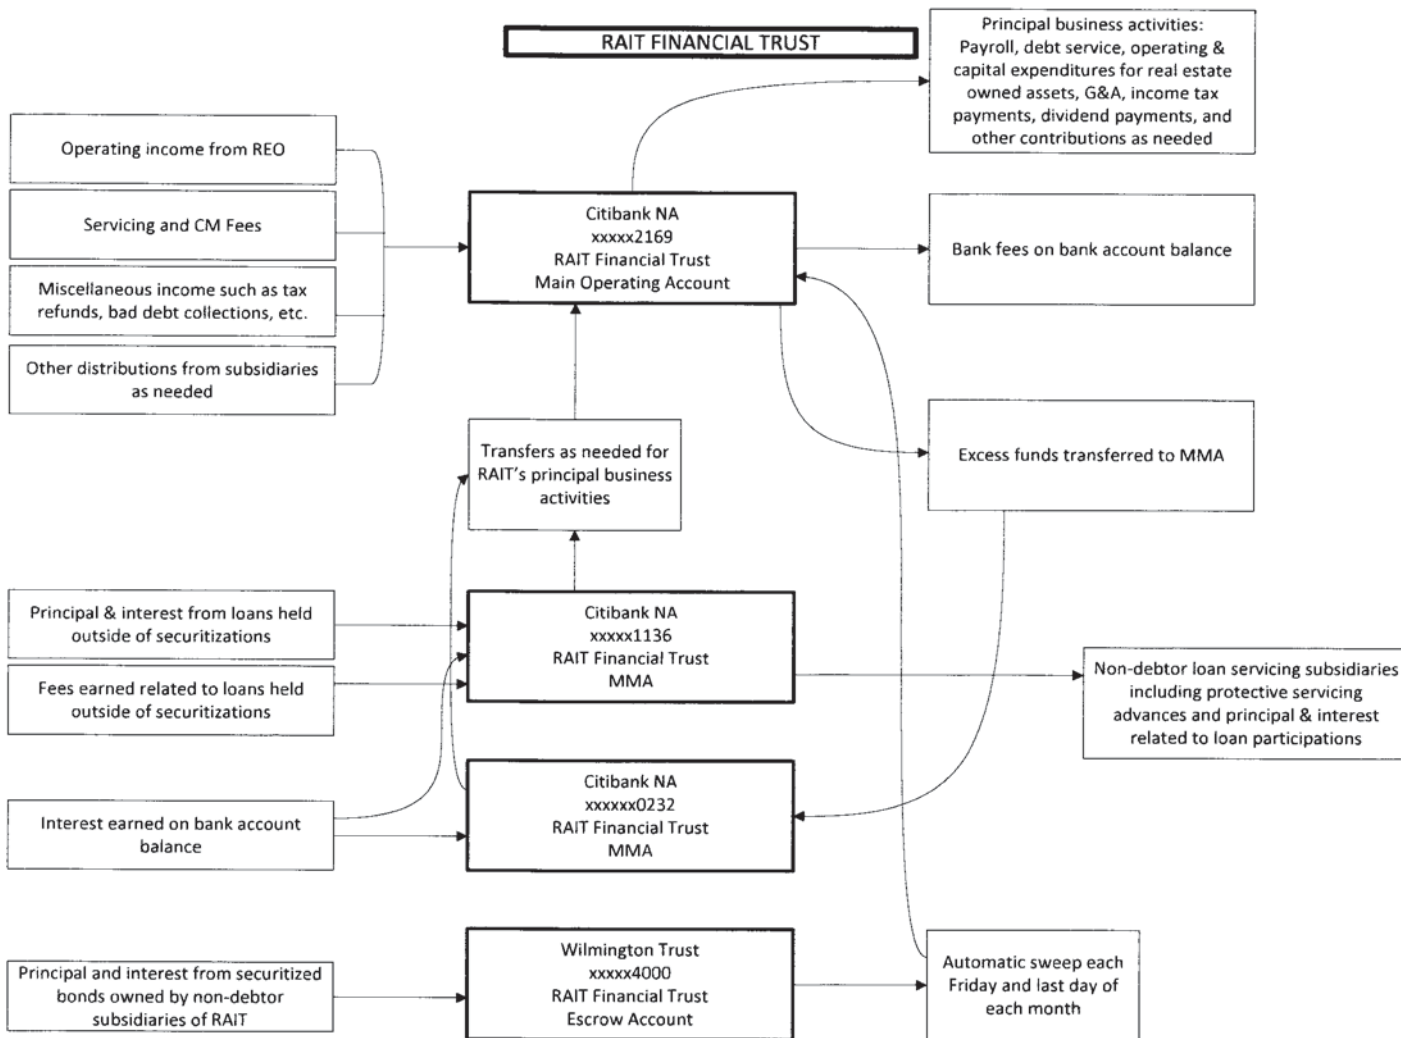 RAIT FINANCIAL TRUST
Principal business activities:
Payroll, debt service, operating &
capital expenditures for real estate
owned assets, G&A, income tax
payments, dividend payments, and
other contributions as needed
Operating income from REO
Servicing and CM Fees
Miscellaneous income such as tax
refunds, bad debt collections, etc.
Other distributions from subsidiaries
as needed
Citibank NA
xxxxx2169
RAIT Financial Trust
Main Operating Account
Bank fees on bank account balance
Transfers as needed for
RAIT's principal business
activities
Excess funds transferred to MMA
Principal & interest from loans held
outside of securitizations
Fees earned related to loans held
outside of securitizations
Citibank NA
xxxxx1136
RAIT Financial Trust
MMA
Non-debtor loan servicing subsidiaries
including protective servicing
advances and principal & interest
related to loan participations
Interest earned on bank account
balance
Citibank NA
xxxxxx0232
RAIT Financial Trust
MMA
Principal and interest from securitized
bonds owned by non-debtor
subsidiaries of RAIT
Wilmington Trust
xxxxx4000
RAIT Financial Trust
Escrow Account
Automatic sweep each
Friday and last day of
each month